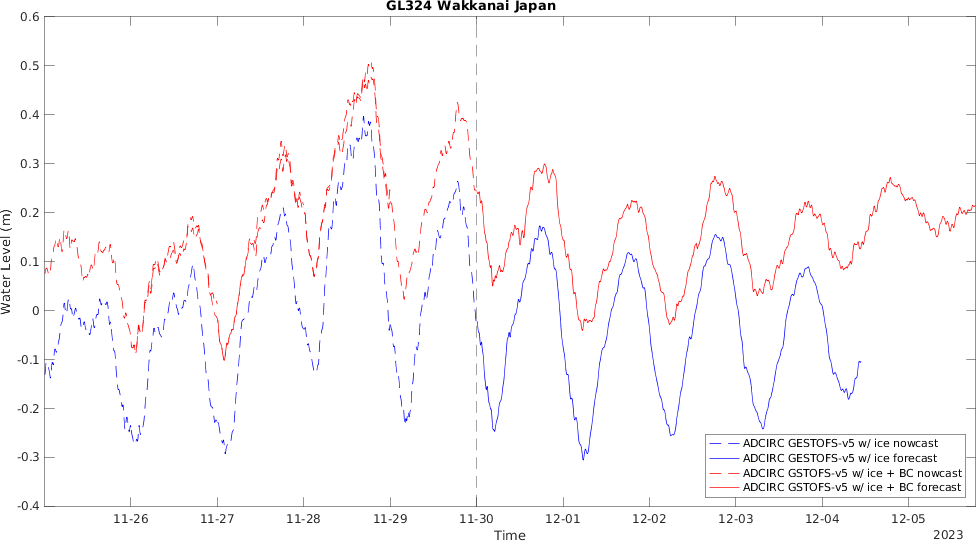 GL324 Wakkanai Japan
0.6
0.5
0.4
0.3
0.2
0.1
0
-0.1
-0.2
-0.3
-0.4
Water Level (m)
11-26 11-27 11-28 11-29 11-30 12-01 12-02 12-03 12-04 12-05
Time
2023
ADCIRC GESTOFS-v5 w/ ice nowcast
ADCIRC GESTOFS-v5 w/ ice forecast
ADCIRC GSTOFS-v5 w/ ice + BC nowcast
ADCIRC GSTOFS-v5 w/ ice + BC forecast